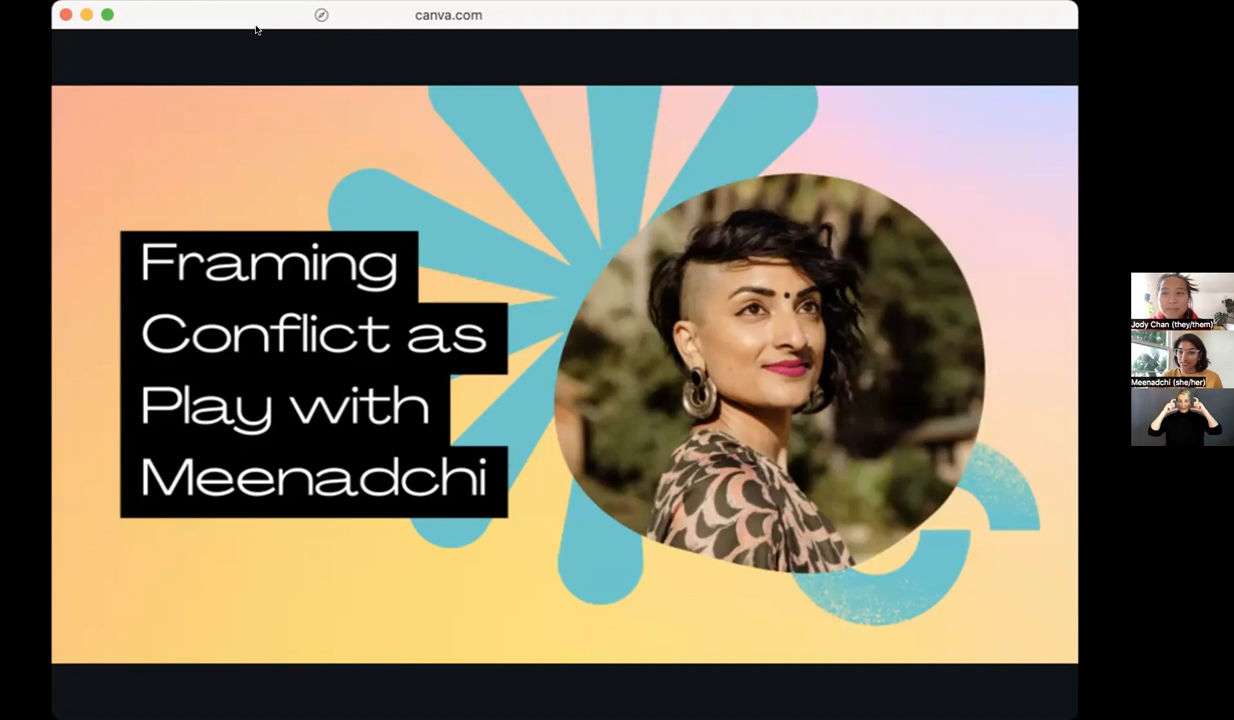 canva.com
Framing
Conflict as
Play with
Meenadchi
Jody Chan (they/them)
Meenadchi (she/her)